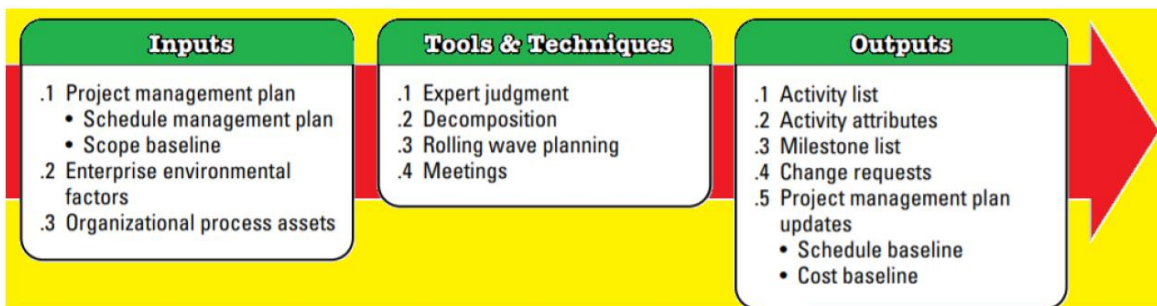 Inputs
.1 Project management plan
• Schedule management plan
• Scope baseline
.2 Enterprise environmental
factors
.3 Organizational process assets
Tools & Techniques
.1 Expert judgment
.2 Decomposition
.3 Rolling wave planning
.4 Meetings
Outputs
.1 Activity list
.2 Activity attributes
.3 Milestone list
.4 Change requests
.5 Project management plan
updates
• Schedule baseline
• Cost baseline